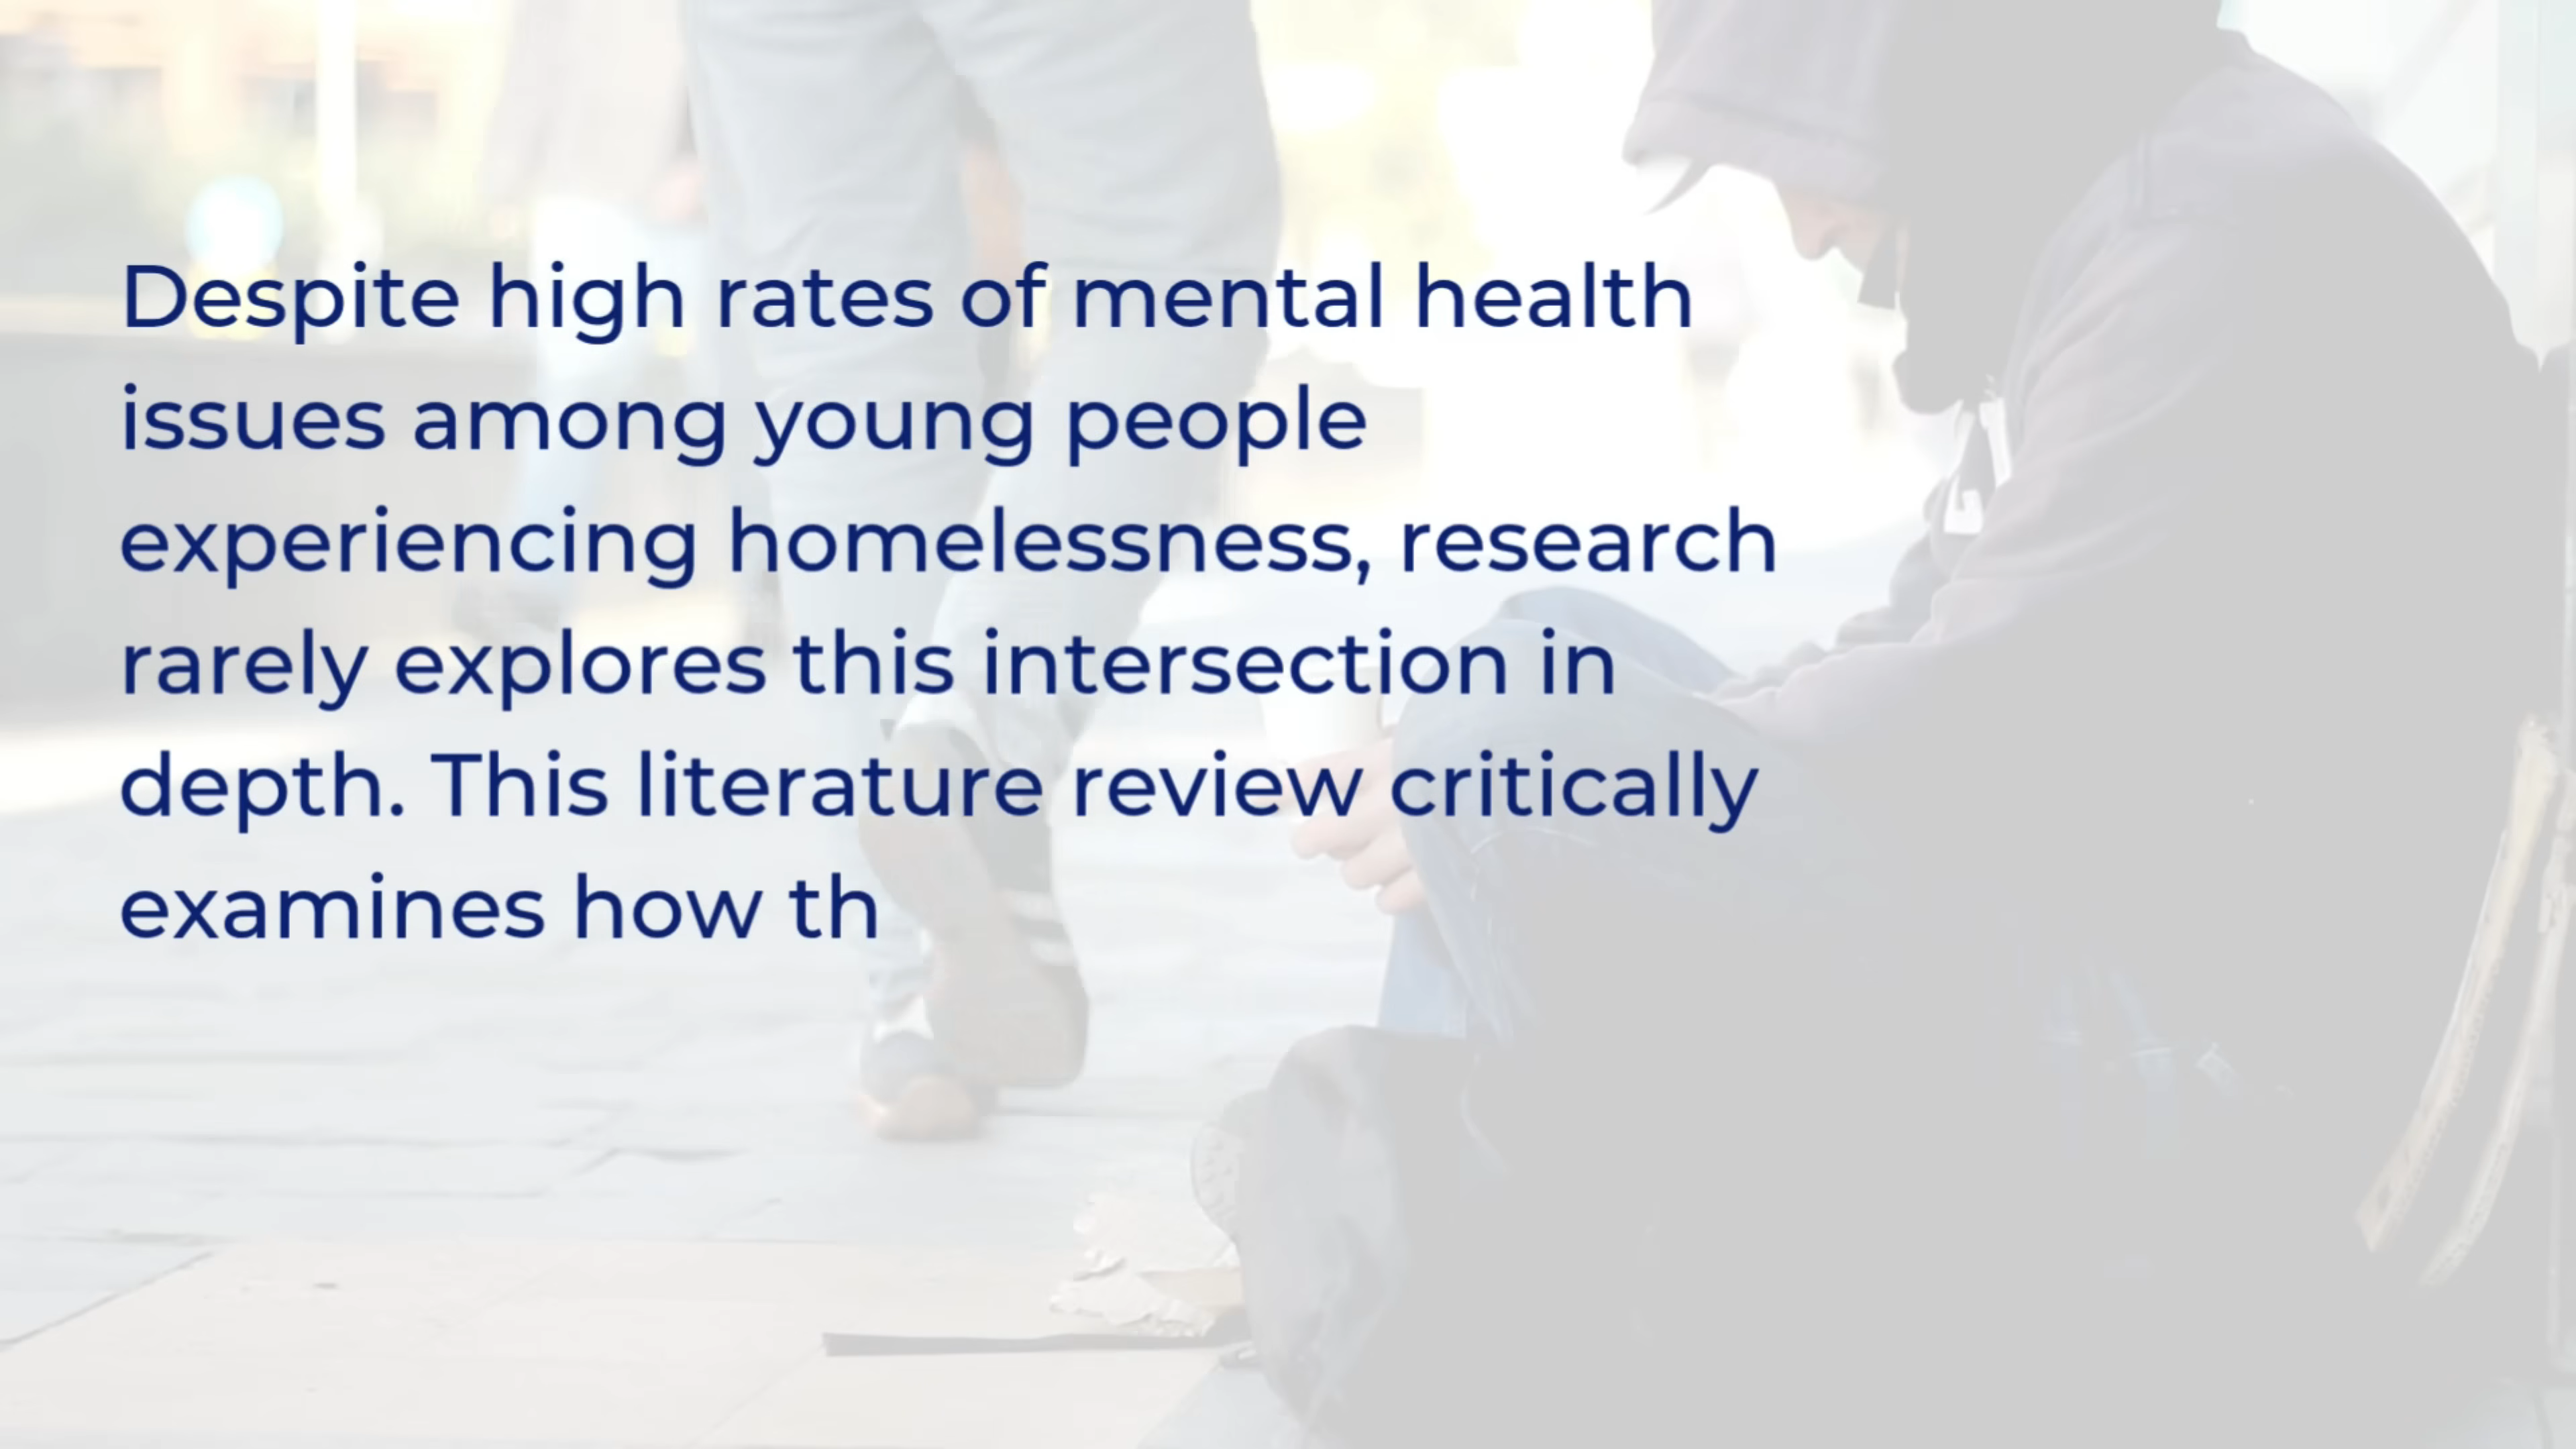 Despite high rates of mental health
issues among young people
experiencing homelessness, research
rarely explores this intersection in
depth. This literature review critically
examines how th